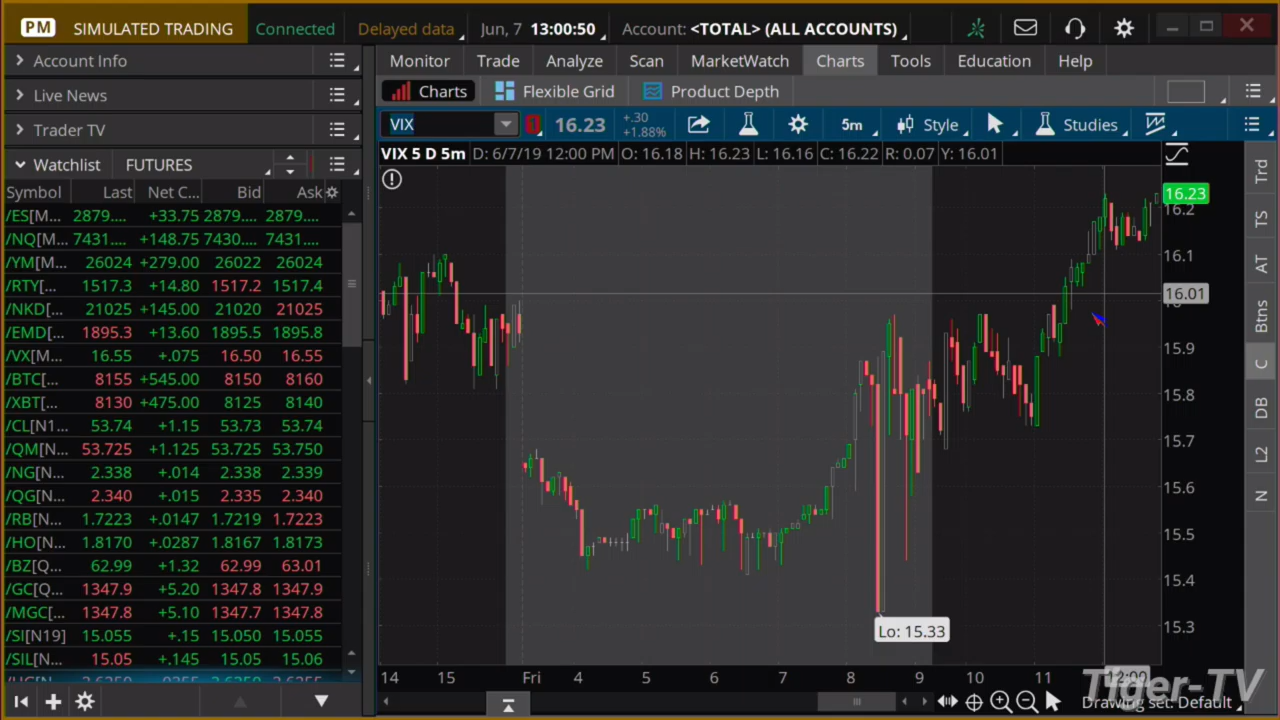 PM SIMULATED TRADING Connected Delayed data Jun, 7 13:00:50 Account: <TOTAL> (ALL ACCOUNTS)
Account Info
Live News
Trader TV
Watchlist FUTURES
Symbol Last Net C... Bid Ask
/ES[M... 2879.... +33.75 2879.... 2879....
/NQ[M... 7431.... +148.75 7430.... 7431....
/YM[M... 26024 +279.00 26022 26024
/RTY[... 1517.3 +14.80 1517.2 1517.4
/NKD[... 21025 +145.00 21020 21025
/EMD[... 1895.3 +13.60 1895.5 1895.8
/VX[M... 16.55 +.075 16.50 16.55
/BTC[... 8155 +545.00 8150 8160
/XBT[... 8130 +475.00 8125 8140
/CL[N1... 53.74 +1.15 53.73 53.74
/QM[N... 53.725 +1.125 53.725 53.750
/NG[N... 2.338 +.014 2.338 2.339
/QG[N... 2.340 +.015 2.335 2.340
/RB[N... 1.7223 +.0147 1.7219 1.7223
/HO[N... 1.8170 +.0287 1.8167 1.8173
/BZ[Q... 62.99 +1.32 62.99 63.01
/GC[Q... 1347.9 +5.20 1347.8 1347.9
/MGC[... 1347.8 +5.10 1347.7 1347.8
/SI[N19] 15.055 +.15 15.050 15.055
/SIL[N... 15.05 +.145 15.05 15.06
Monitor Trade Analyze Scan MarketWatch Charts Tools Education Help
Charts Flexible Grid Product Depth
VIX 16.23 +.30 +1.88% 5m Style Studies
VIX 5 D 5m D: 6/7/19 12:00 PM O: 16.18 H: 16.23 L: 16.16 C: 16.22 R: 0.07 Y: 16.01
16.23
16.2
16.1
16.01
15.9
15.8
15.7
15.6
15.5
15.4
15.3
Lo: 15.33
14 15 Fri 4 5 6 7 8 9 10 11 12:00
Trd
TS
AT
Btns
C
DB
L2
N
Tiger-TV
Drawing set: Default